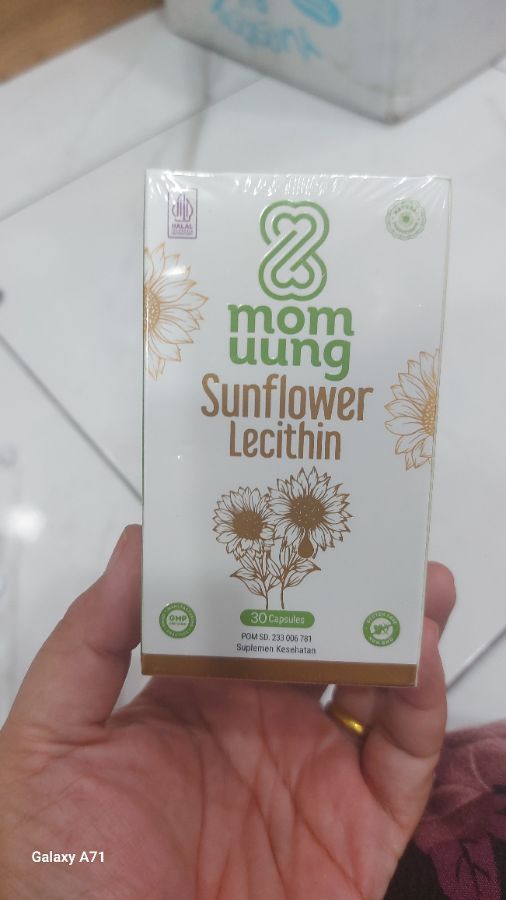 HALAL
mom
uung
Sunflower
Lecithin
GMP
30 Capsules
POM SD. 233 006 781
Suplemen Kesehatan
Galaxy A71